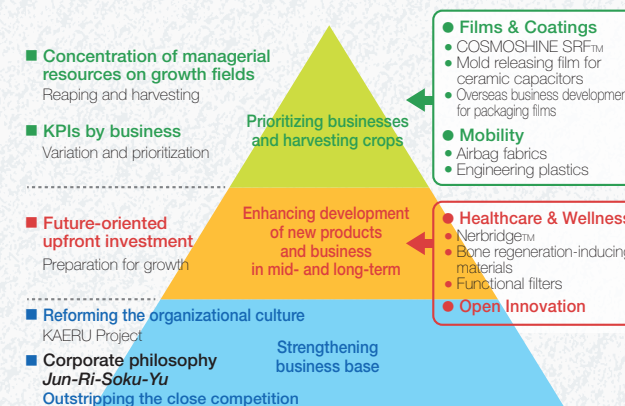 ■ Concentration of managerial
resources on growth fields
Reaping and harvesting
■ KPIs by business
Variation and prioritization
Prioritizing businesses
and harvesting crops
● Films & Coatings
● COSMOSHINE SRF™
● Mold releasing film for
ceramic capacitors
● Overseas business developmen
for packaging films
● Mobility
● Airbag fabrics
● Engineering plastics
■ Future-oriented
upfront investment
Preparation for growth
Enhancing development
of new products
and business
in mid- and long-term
● Healthcare & Wellness
● Nerbridge™
● Bone regeneration-inducing
materials
● Functional filters
● Open Innovation
■ Reforming the organizational culture
KAERU Project
■ Corporate philosophy
Jun-Ri-Soku-Yu
Outstripping the close competition
Strengthening
business base